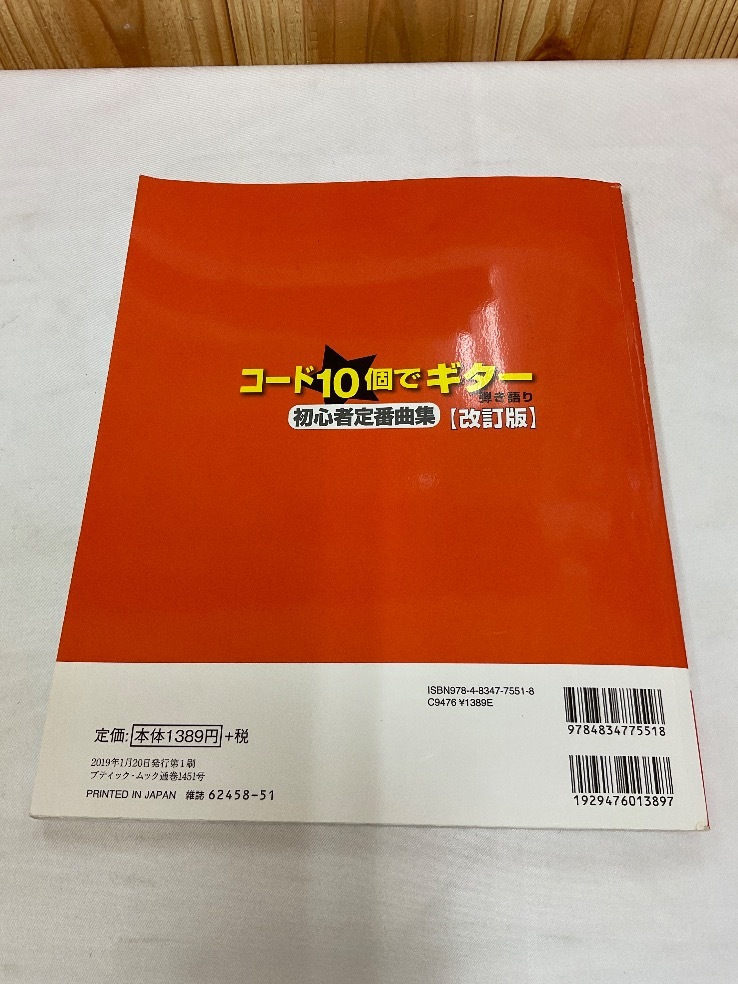 コード10個でギター
弾き語り
初心者定番曲集【改訂版】
ISBN978-4-8347-7551-8
C9476 ¥1389E
9784834775518
定価:本体1389円+税
2019年1月20日発行第1刷
ブティック・ムック通巻1451号
PRINTED IN JAPAN 雑誌 62458-51
1929476013897